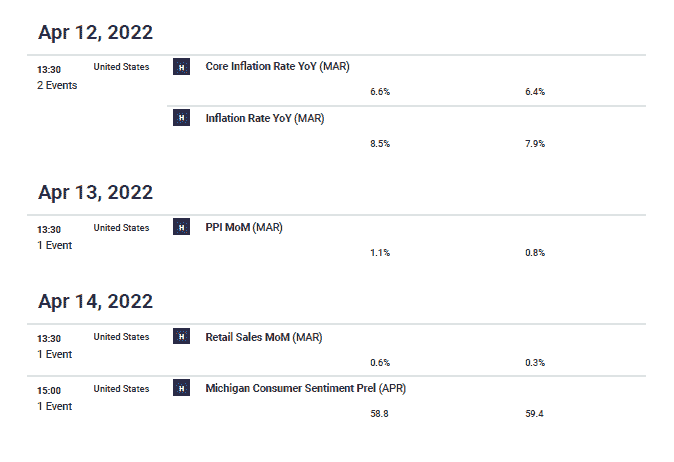 Apr 12, 2022
13:30 United States H Core Inflation Rate YoY (MAR)
2 Events
6.6% 6.4%
H Inflation Rate YoY (MAR)
8.5% 7.9%
Apr 13, 2022
13:30 United States H PPI MoM (MAR)
1 Event
1.1% 0.8%
Apr 14, 2022
13:30 United States H Retail Sales MoM (MAR)
1 Event
0.6% 0.3%
15:00 United States H Michigan Consumer Sentiment Prel (APR)
1 Event
58.8 59.4